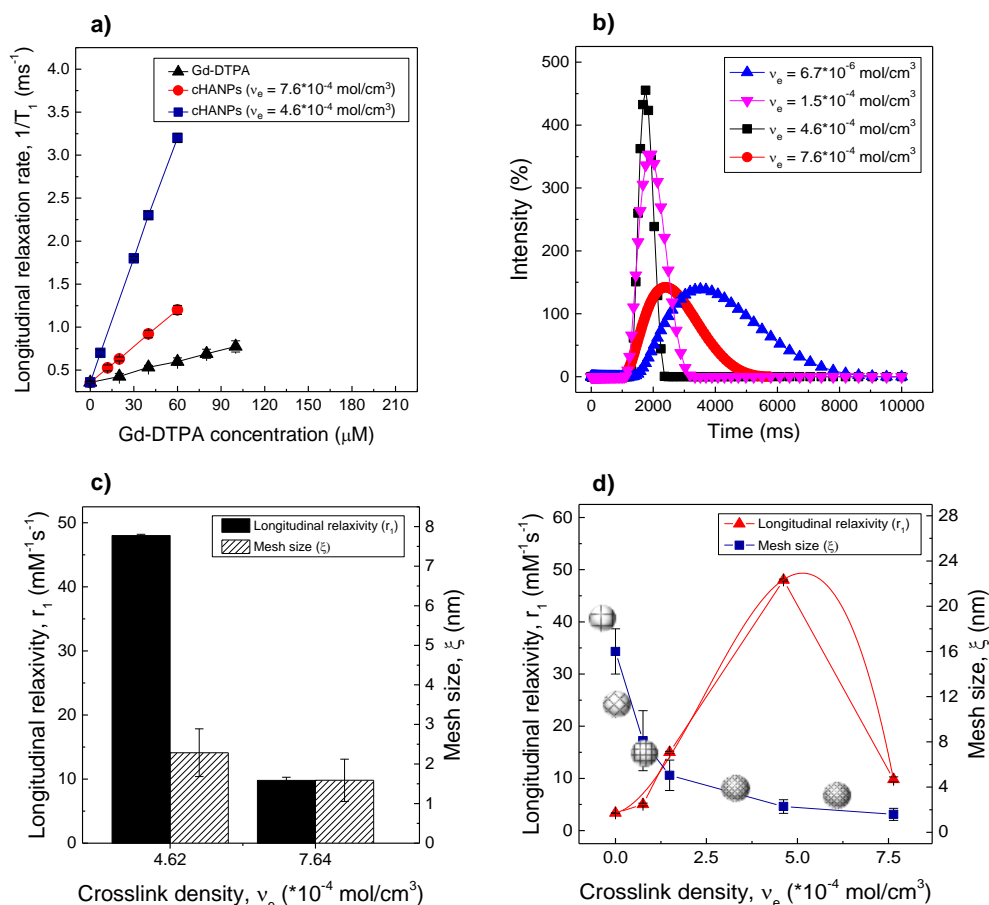 a)
Longitudinal relaxation rate, 1/T₁ (ms⁻¹)
4.0
3.5
3.0
2.5
2.0
1.5
1.0
0.5
Gd-DTPA
cHANPs (νₑ = 7.6*10⁻⁴ mol/cm³)
cHANPs (νₑ = 4.6*10⁻⁴ mol/cm³)
0 30 60 90 120 150 180 210
Gd-DTPA concentration (μM)
b)
Intensity (%)
500
400
300
200
100
0
νₑ = 6.7*10⁻⁶ mol/cm³
νₑ = 1.5*10⁻⁴ mol/cm³
νₑ = 4.6*10⁻⁴ mol/cm³
νₑ = 7.6*10⁻⁴ mol/cm³
0 2000 4000 6000 8000 10000
Time (ms)
c)
Longitudinal relaxivity, r₁ (mM⁻¹s⁻¹)
50
40
30
20
10
0
Longitudinal relaxivity (r₁)
Mesh size (ξ)
8
7
6
5
4
3
2
1
0
Mesh size, ξ (nm)
4.62 7.64
Crosslink density, νₑ (*10⁻⁴ mol/cm³)
d)
Longitudinal relaxivity, r₁ (mM⁻¹s⁻¹)
60
55
50
45
40
35
30
25
20
15
10
5
0
Longitudinal relaxivity (r₁)
Mesh size (ξ)
28
24
20
16
12
8
4
0
Mesh size, ξ (nm)
0.0 2.5 5.0 7.5
Crosslink density, νₑ (*10⁻⁴ mol/cm³)